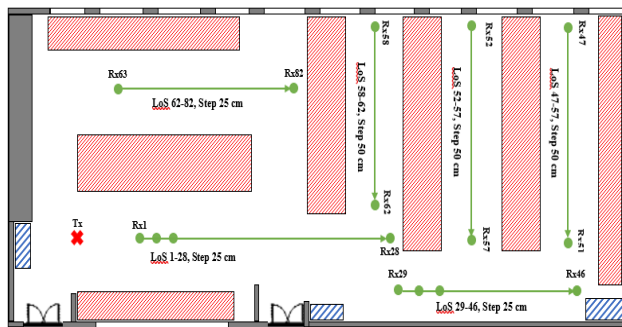 Rx58
Rx52
Rx47
Rx63
Rx82
LoS 62-82, Step 25 cm
LoS 58-62, Step 50 cm
LoS 52-57, Step 50 cm
LoS 47-57, Step 50 cm
Rx62
Tx
Rx1
Rx28
Rx57
Rx51
LoS 1-28, Step 25 cm
Rx29
Rx46
LoS 29-46, Step 25 cm